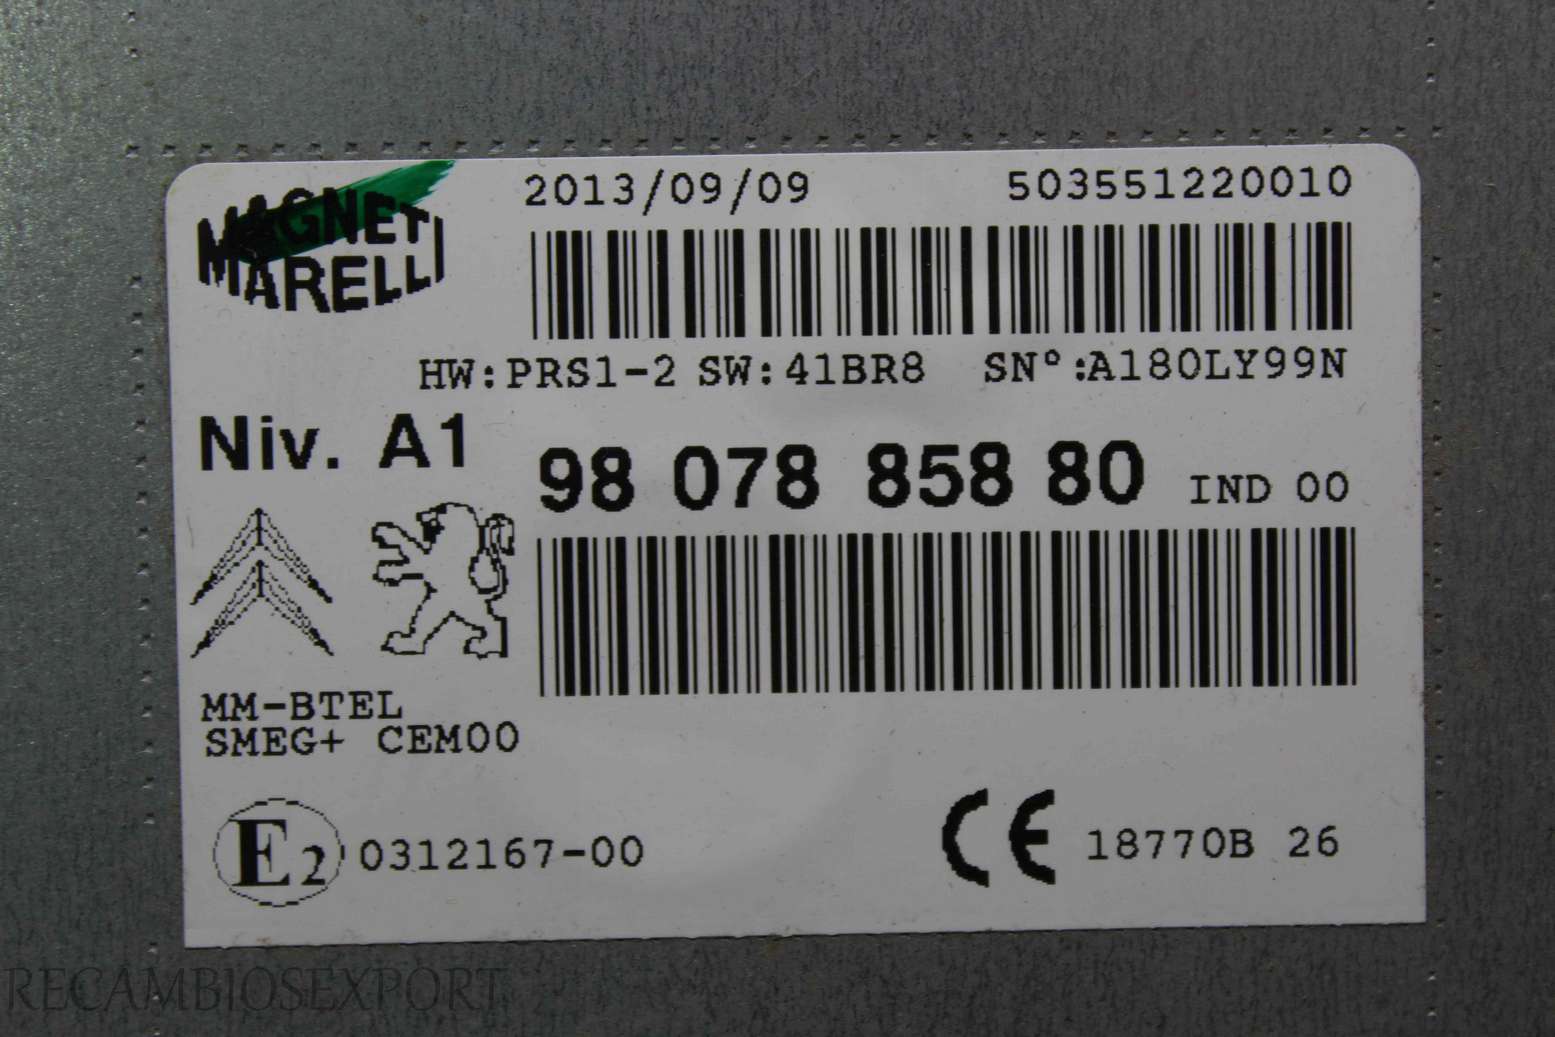 MAGNETI
MARELLI
2013/09/09 503551220010
HW:PRS1-2 SW:41BR8 SN°:A180LY99N
Niv. A1
98 078 858 80 IND 00
MM-BTEL
SMEG+ CEM00
E2 0312167-00
CE 18770B 26
RECAMBIOSEXPORT